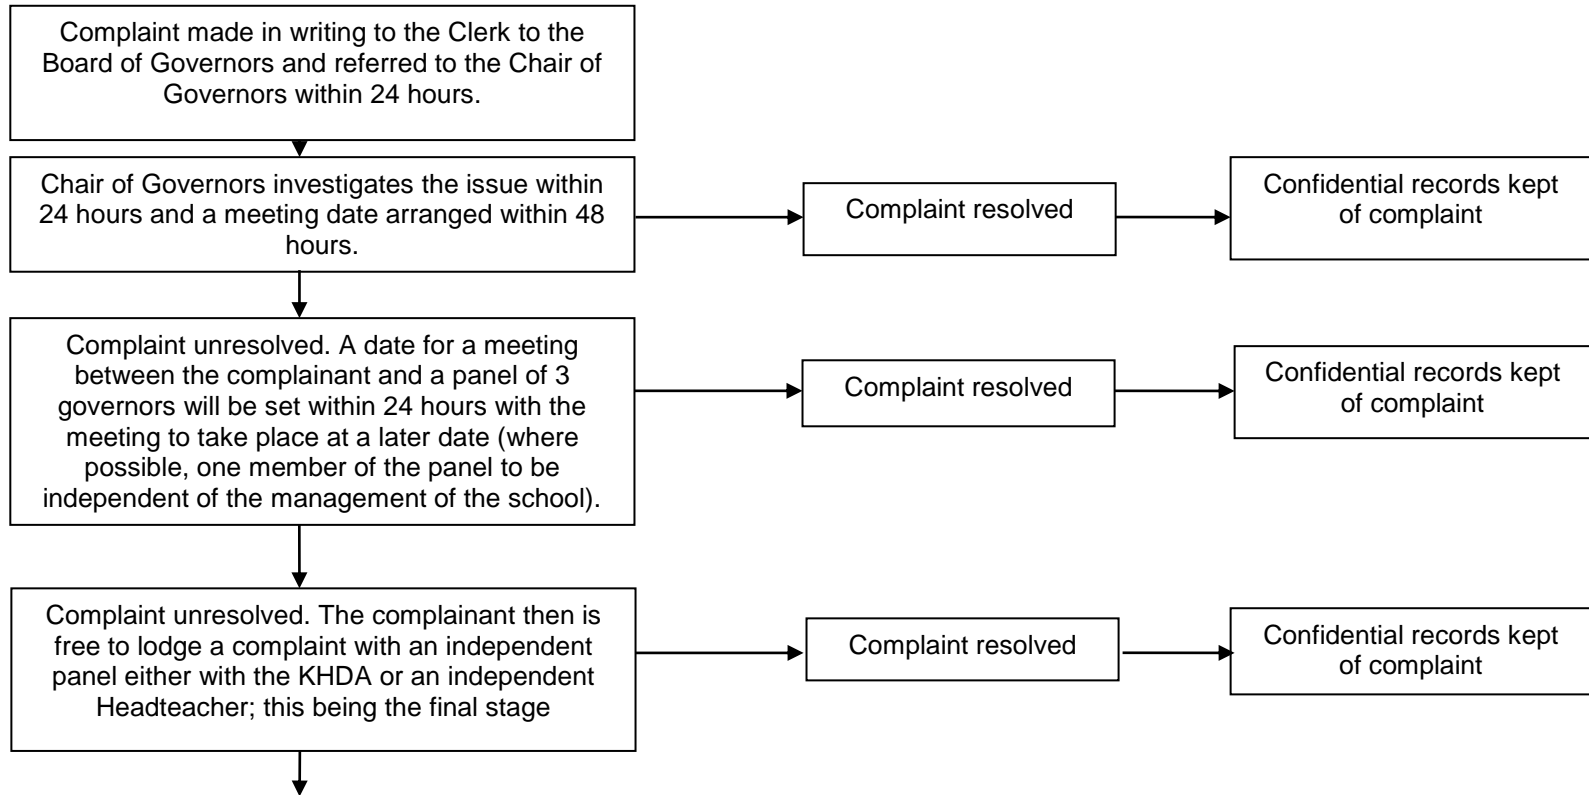 Complaint made in writing to the Clerk to the
Board of Governors and referred to the Chair of
Governors within 24 hours.
Chair of Governors investigates the issue within
24 hours and a meeting date arranged within 48
hours.
Complaint resolved
Confidential records kept
of complaint
Complaint unresolved. A date for a meeting
between the complainant and a panel of 3
governors will be set within 24 hours with the
meeting to take place at a later date (where
possible, one member of the panel to be
independent of the management of the school).
Complaint resolved
Confidential records kept
of complaint
Complaint unresolved. The complainant then is
free to lodge a complaint with an independent
panel either with the KHDA or an independent
Headteacher; this being the final stage
Complaint resolved
Confidential records kept
of complaint